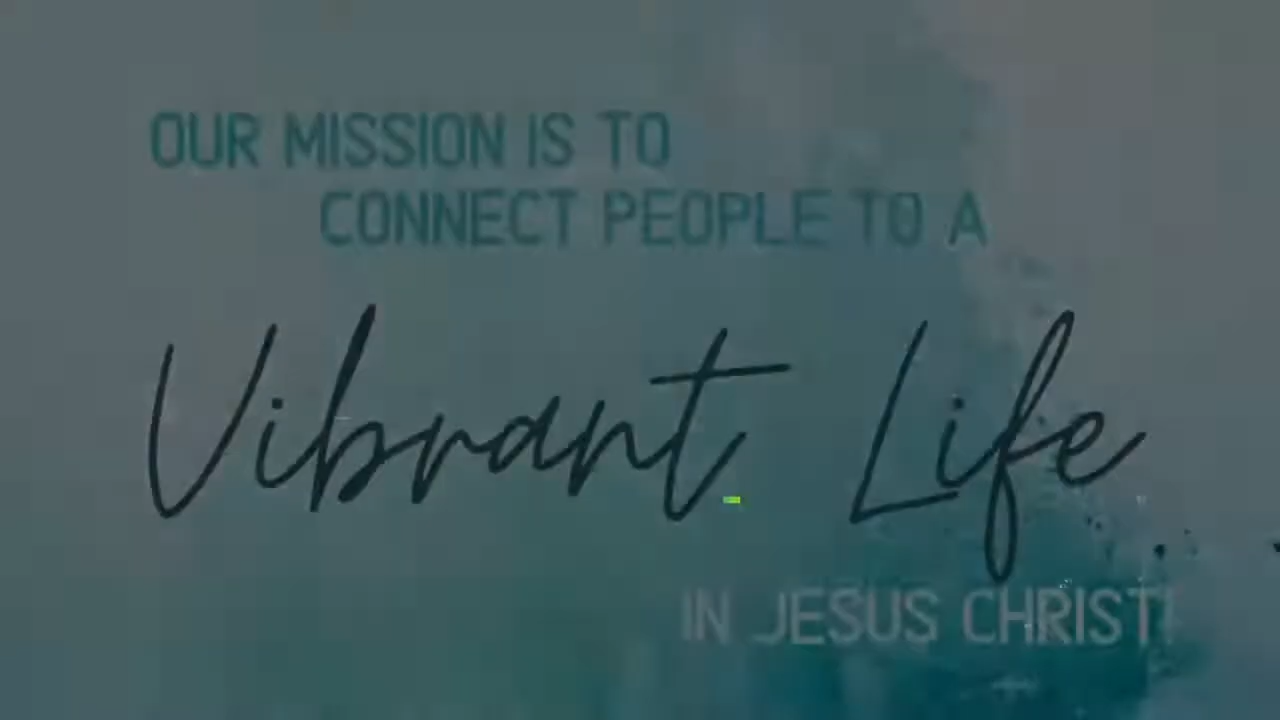 OUR MISSION IS TO
CONNECT PEOPLE TO A
Vibrant Life
IN JESUS CHRIST!